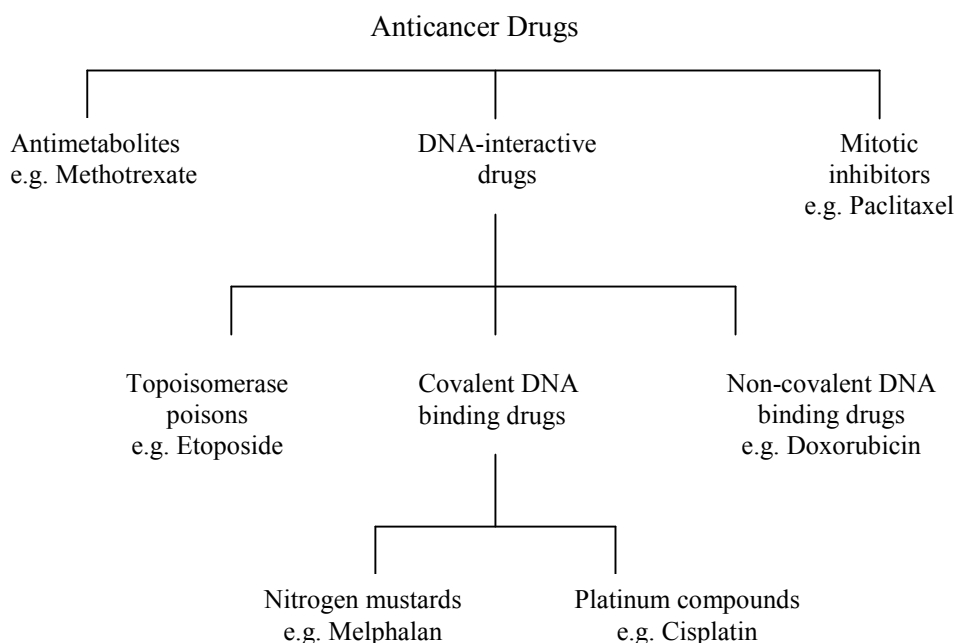 Anticancer Drugs
Antimetabolites
e.g. Methotrexate
DNA-interactive
drugs
Mitotic
inhibitors
e.g. Paclitaxel
Topoisomerase
poisons
e.g. Etoposide
Covalent DNA
binding drugs
Non-covalent DNA
binding drugs
e.g. Doxorubicin
Nitrogen mustards
e.g. Melphalan
Platinum compounds
e.g. Cisplatin